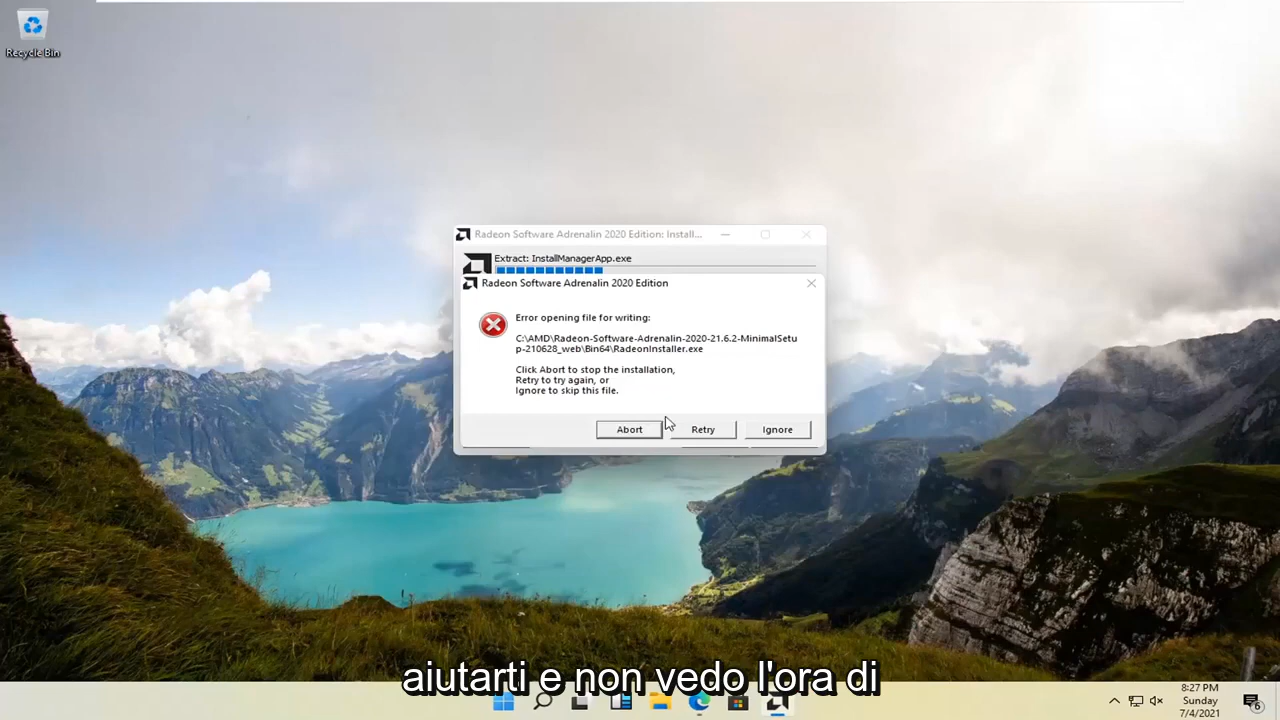 Recycle Bin
Radeon Software Adrenalin 2020 Edition: Install...
Extract: InstallManagerApp.exe
Radeon Software Adrenalin 2020 Edition
Error opening file for writing:
C:\AMD\Radeon-Software-Adrenalin-2020-21.6.2-MinimalSetu
p-210628_web\Bin64\RadeonInstaller.exe
Click Abort to stop the installation,
Retry to try again, or
Ignore to skip this file.
Abort
Retry
Ignore
aiutarti e non vedo l'ora di
8:27 PM
Sunday
7/4/2021
6